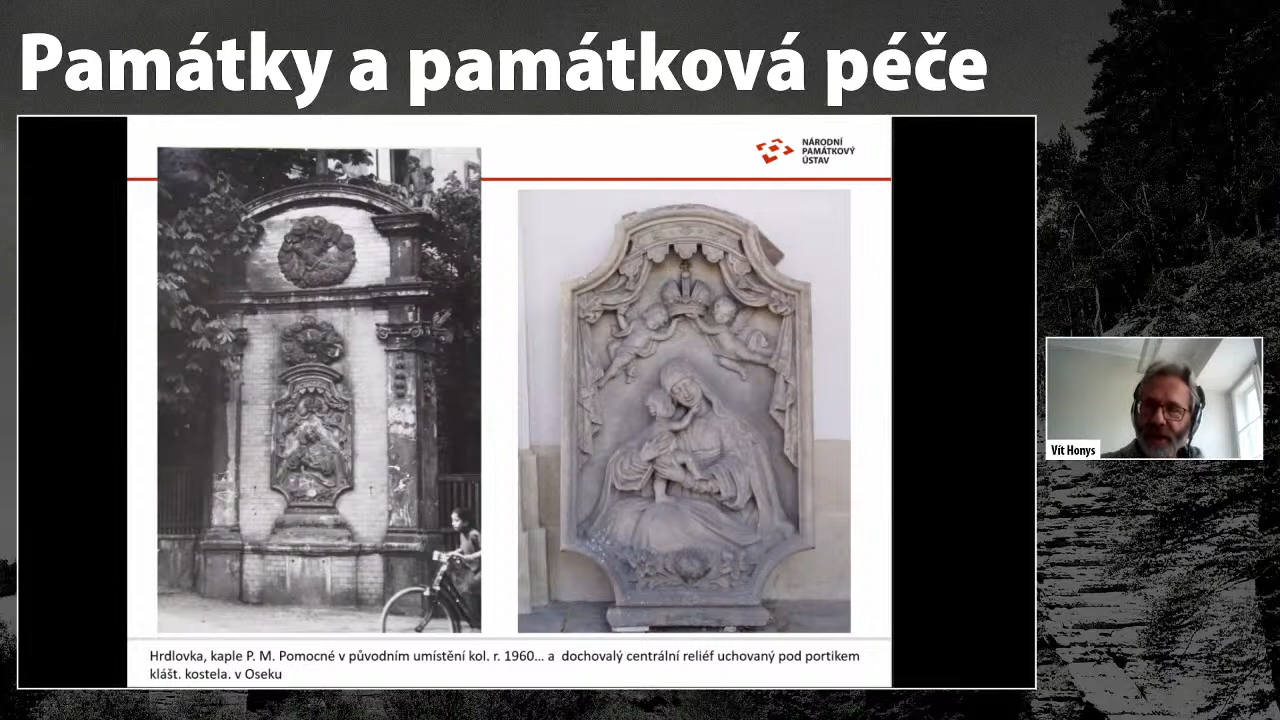 Památky a památková péče
NÁRODNÍ
PAMÁTKOVÝ
ÚSTAV
Vít Honys
Hrdlovka, kaple P. M. Pomocné v původním umístění kol. r. 1960... a  dochovalý centrální reliéf uchovaný pod portikem
klášt. kostela. v Oseku